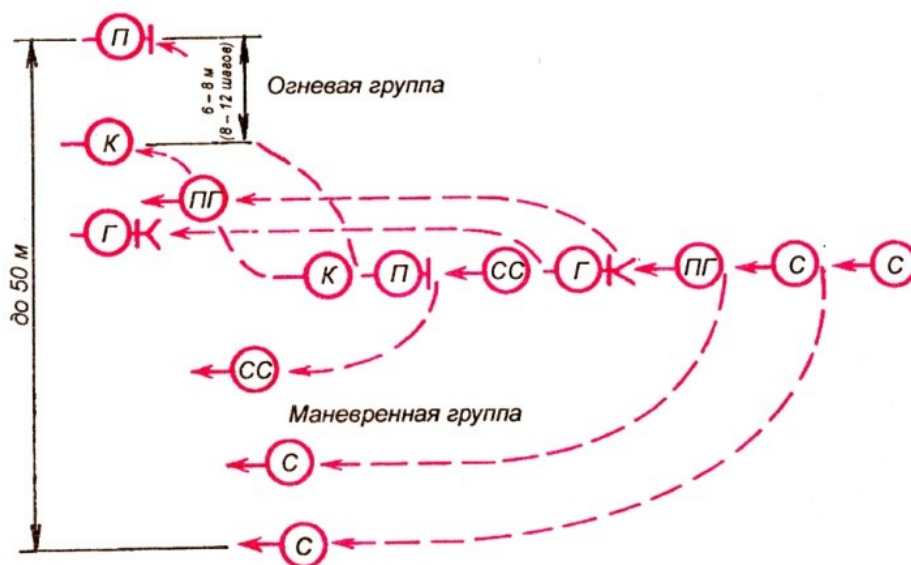 П
6 – 8 м
(8 – 12 шагов)
Огневая группа
К
ПГ
Г
до 50 м
К
П
СС
Г
ПГ
С
С
СС
Маневренная группа
С
С